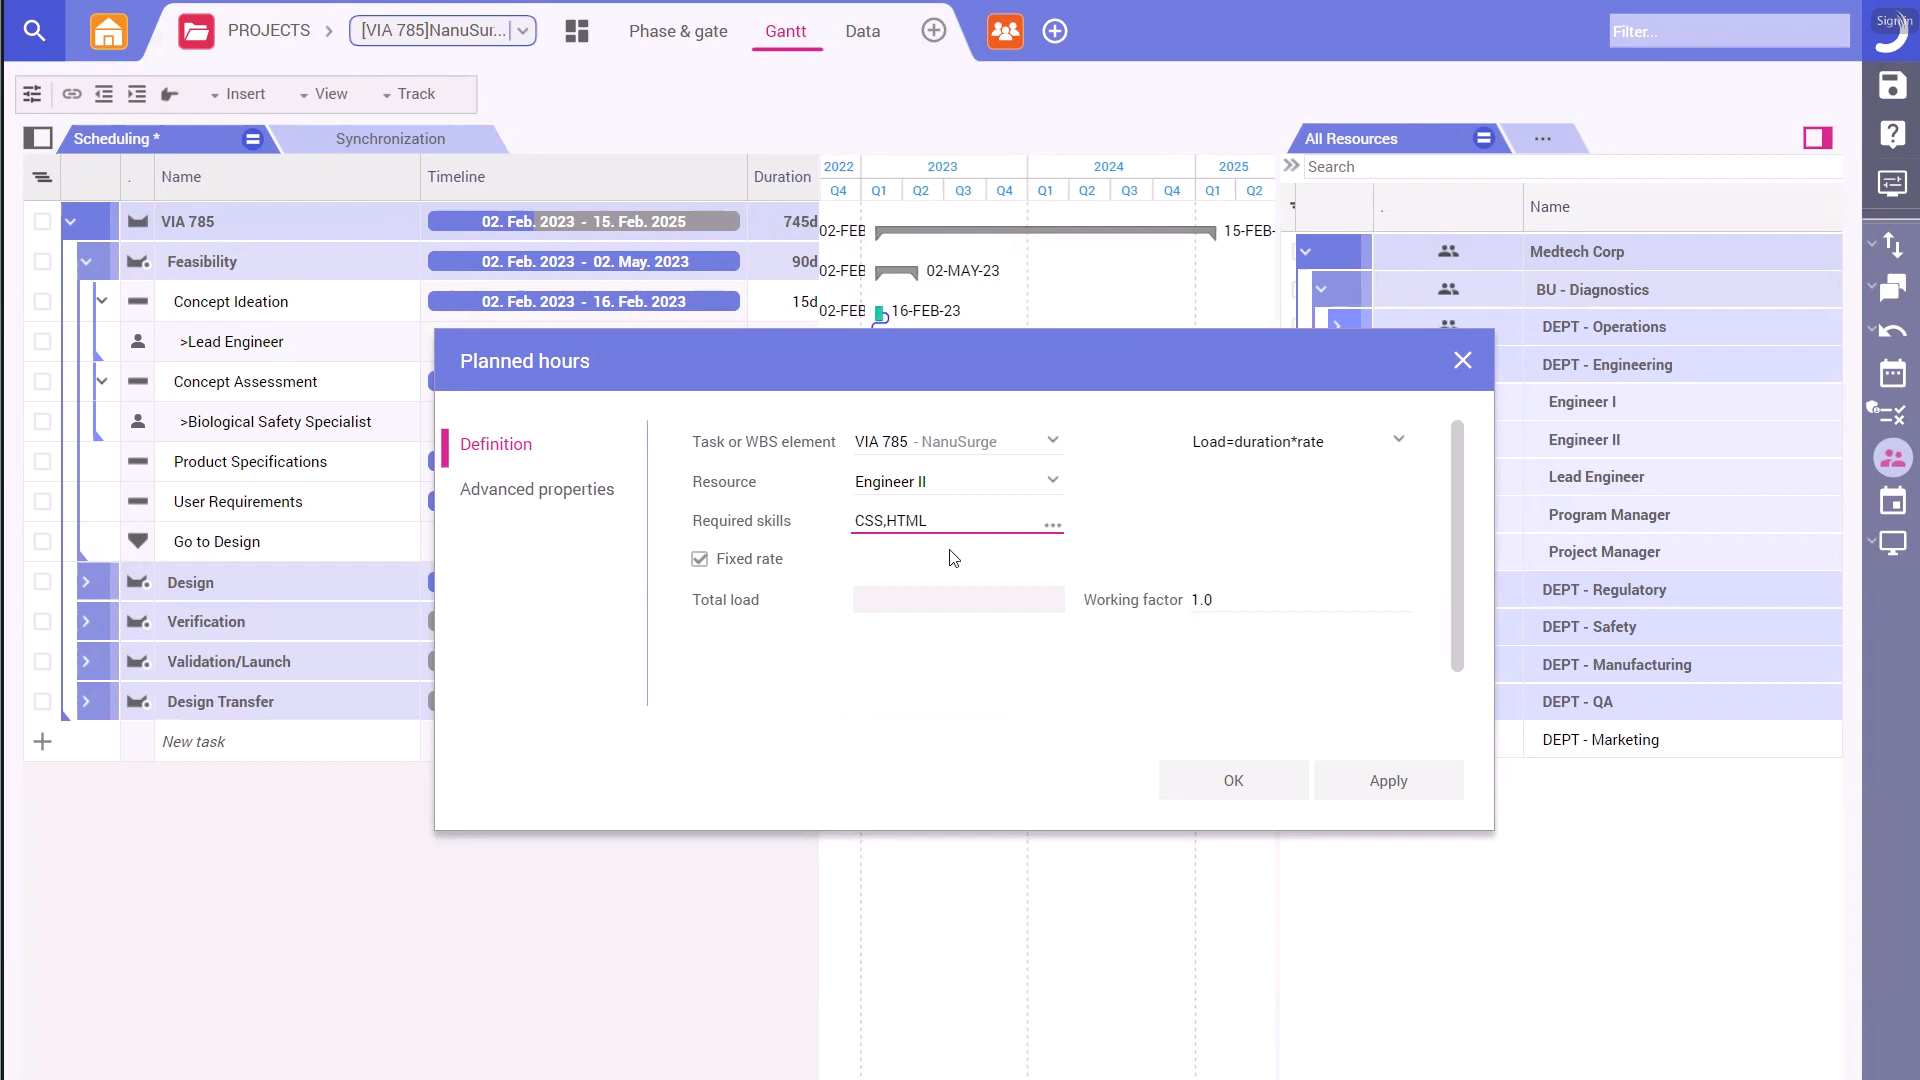 PROJECTS
[VIA 785]NanuSur...
Phase & gate
Gantt
Data
Filter...
Sign in
Insert
View
Track
Scheduling *
Synchronization
All Resources
...
Search
.
Name
Timeline
Duration
2022
2023
2024
2025
Q4
Q1
Q2
Q3
Q4
Q1
Q2
Q3
Q4
Q1
Q2
.
Name
VIA 785
02. Feb. 2023 - 15. Feb. 2025
745d
02-FEB
15-FEB-
Feasibility
02. Feb. 2023 - 02. May. 2023
90d
02-FEB
02-MAY-23
Concept Ideation
02. Feb. 2023 - 16. Feb. 2023
15d
02-FEB
16-FEB-23
>Lead Engineer
Concept Assessment
>Biological Safety Specialist
Product Specifications
User Requirements
Go to Design
Design
Verification
Validation/Launch
Design Transfer
New task
Planned hours
Definition
Advanced properties
Task or WBS element
VIA 785 - NanuSurge
Load=duration*rate
Resource
Engineer II
Required skills
CSS,HTML
...
Fixed rate
Total load
Working factor
1.0
OK
Apply
Medtech Corp
BU - Diagnostics
DEPT - Operations
DEPT - Engineering
Engineer I
Engineer II
Lead Engineer
Program Manager
Project Manager
DEPT - Regulatory
DEPT - Safety
DEPT - Manufacturing
DEPT - QA
DEPT - Marketing